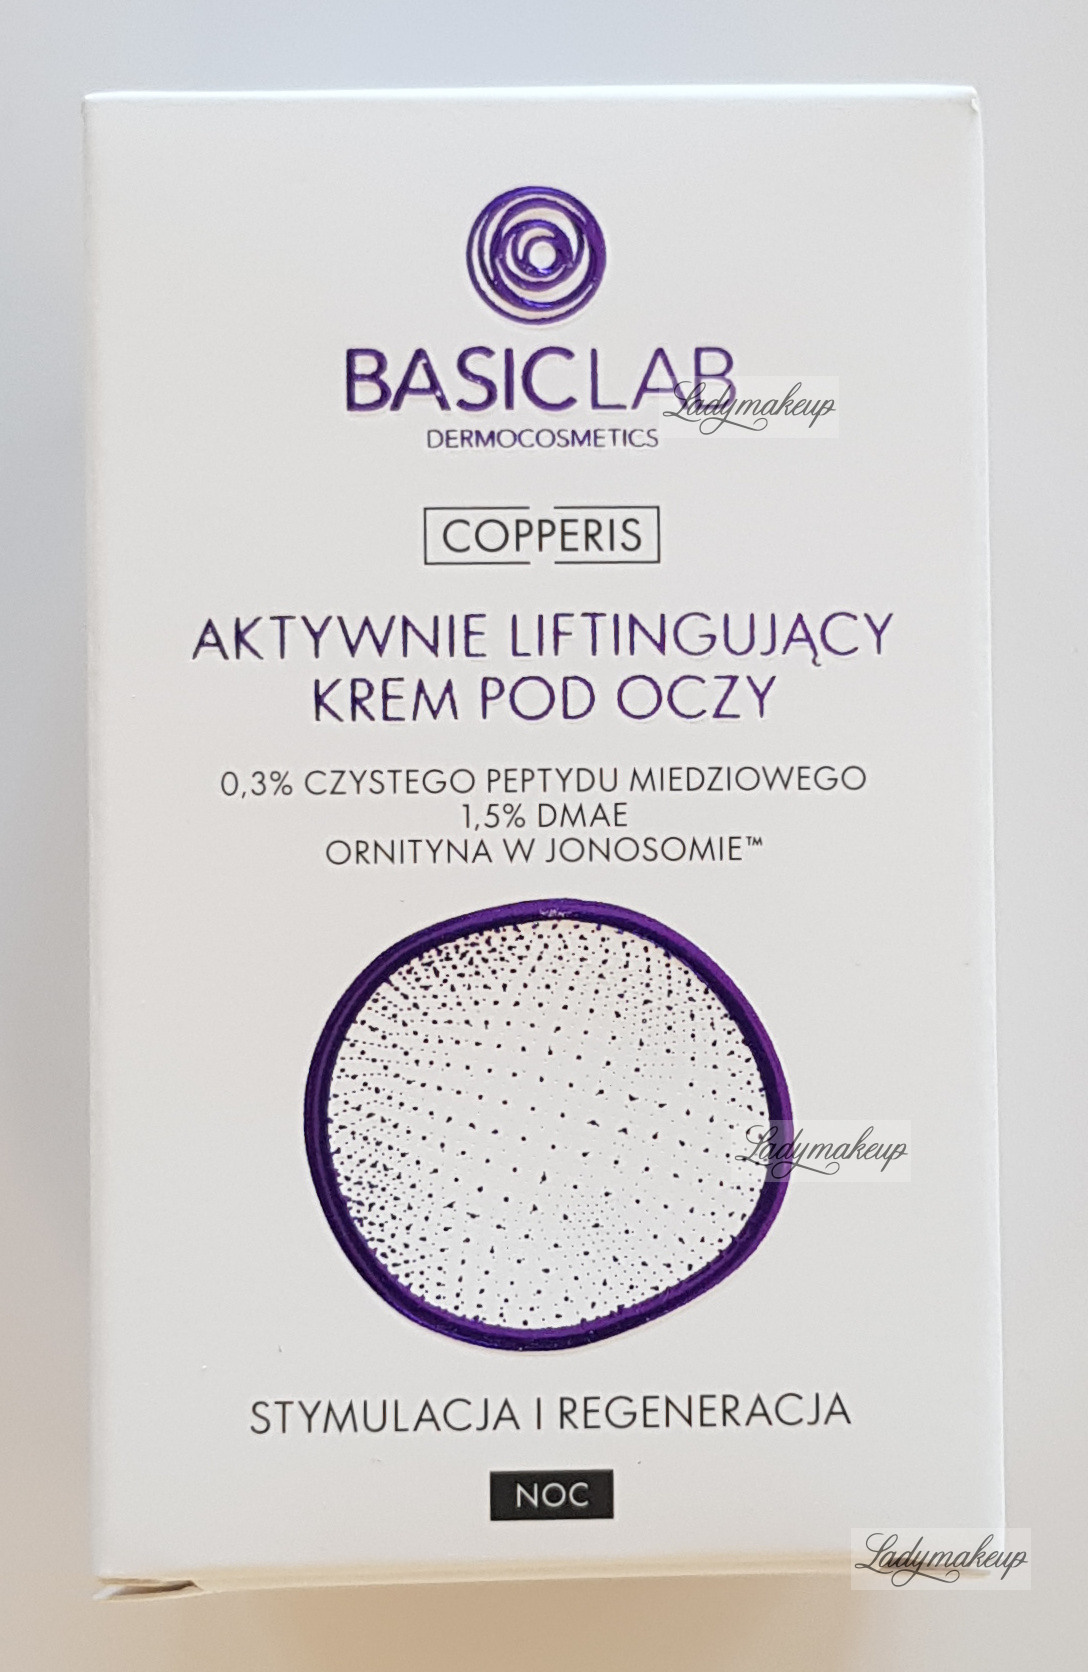 BASICLAB
Ladymakeup
DERMOCOSMETICS
COPPERIS
AKTYWNIE LIFTINGUJĄCY
KREM POD OCZY
0,3% CZYSTEGO PEPTYDU MIEDZIOWEGO
1,5% DMAE
ORNITYNA W JONOSOMIE™
Ladymakeup
STYMULACJA I REGENERACJA
NOC
Ladymakeup